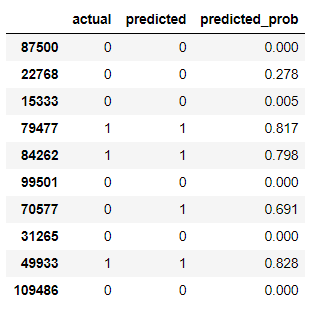 actual predicted predicted_prob
87500 0 0 0.000
22768 0 0 0.278
15333 0 0 0.005
79477 1 1 0.817
84262 1 1 0.798
99501 0 0 0.000
70577 0 1 0.691
31265 0 0 0.000
49933 1 1 0.828
109486 0 0 0.000